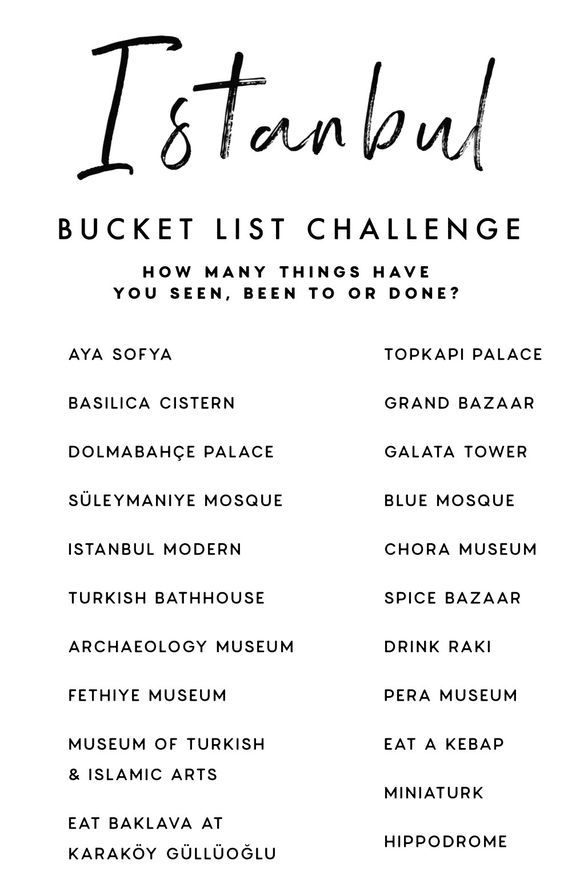 Istanbul
BUCKET LIST CHALLENGE
HOW MANY THINGS HAVE
YOU SEEN, BEEN TO OR DONE?
AYA SOFYA
BASILICA CISTERN
DOLMABAHÇE PALACE
SÜLEYMANIYE MOSQUE
ISTANBUL MODERN
TURKISH BATHHOUSE
ARCHAEOLOGY MUSEUM
FETHIYE MUSEUM
MUSEUM OF TURKISH
& ISLAMIC ARTS
EAT BAKLAVA AT
KARAKÖY GÜLLÜOĞLU
TOPKAPI PALACE
GRAND BAZAAR
GALATA TOWER
BLUE MOSQUE
CHORA MUSEUM
SPICE BAZAAR
DRINK RAKI
PERA MUSEUM
EAT A KEBAP
MINIATURK
HIPPODROME